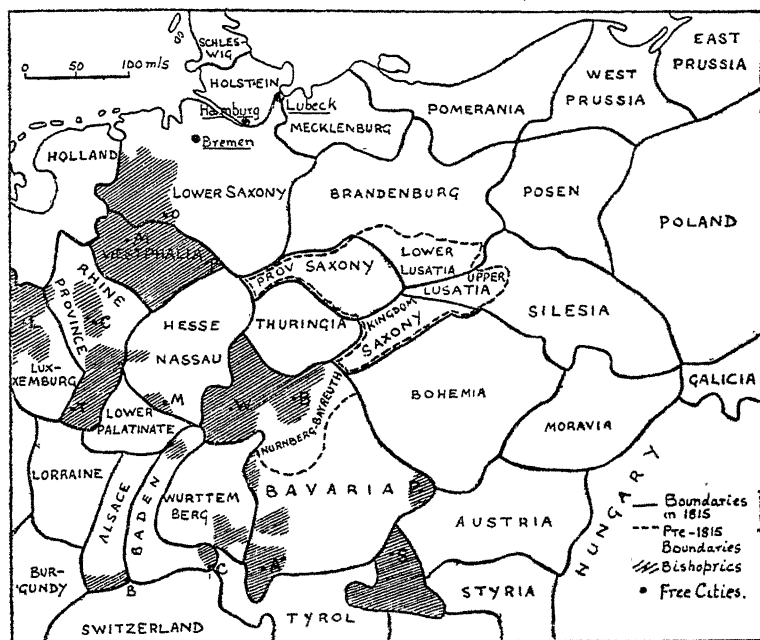 0 50 100 m/s
SCHLES-
WIG
HOLSTEIN
Hamburg
Lubeck
Bremen
MECKLENBURG
POMERANIA
WEST
PRUSSIA
EAST
PRUSSIA
HOLLAND
LOWER SAXONY
BRANDENBURG
POSEN
POLAND
O
M
WESTPHALIA
P
RHINE
PROVINCE
PROV SAXONY
LOWER
LUSATIA
UPPER
LUSATIA
KINGDOM
SAXONY
SILESIA
L
C
HESSE
NASSAU
THURINGIA
LUX-
XEMBURG
T
LOWER
PALATINATE
M
W
B
NURNBERG-BAYREUTH
BOHEMIA
MORAVIA
GALICIA
LORRAINE
ALSACE
BADEN
WURTTEM
BERG
BAVARIA
P
AUSTRIA
HUNGARY
BUR-
GUNDY
B
C
A
S
STYRIA
SWITZERLAND
TYROL
Boundaries
in 1815
Pre-1815
Boundaries
Bishoprics
Free Cities.